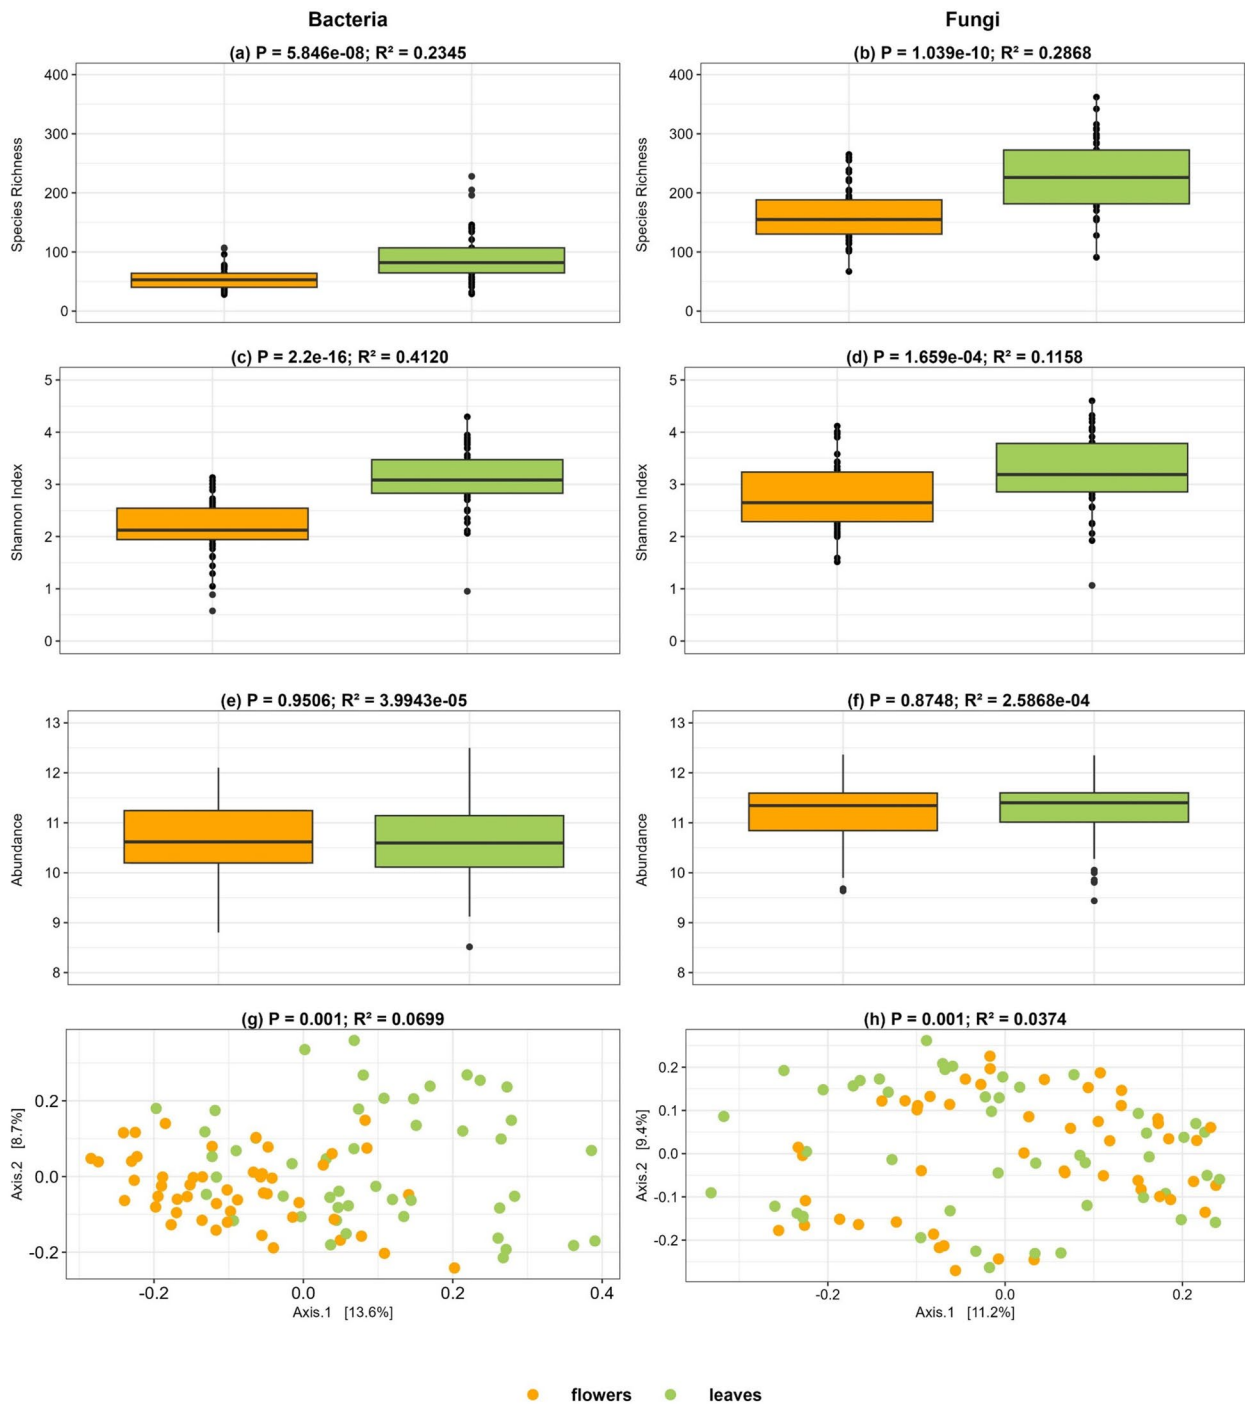 Bacteria
Fungi
(a) P = 5.846e-08; R² = 0.2345
(b) P = 1.039e-10; R² = 0.2868
Species Richness
400
300
200
100
0
Species Richness
400
300
200
100
0
(c) P = 2.2e-16; R² = 0.4120
(d) P = 1.659e-04; R² = 0.1158
Shannon Index
5
4
3
2
1
0
Shannon Index
5
4
3
2
1
0
(e) P = 0.9506; R² = 3.9943e-05
(f) P = 0.8748; R² = 2.5868e-04
Abundance
13
12
11
10
9
8
Abundance
13
12
11
10
9
8
(g) P = 0.001; R² = 0.0699
(h) P = 0.001; R² = 0.0374
Axis.2 [8.7%]
0.2
0.0
-0.2
-0.2 0.0 0.2 0.4
Axis.1 [13.6%]
Axis.2 [9.4%]
0.2
0.1
0.0
-0.1
-0.2
-0.2 0.0 0.2
Axis.1 [11.2%]
flowers leaves